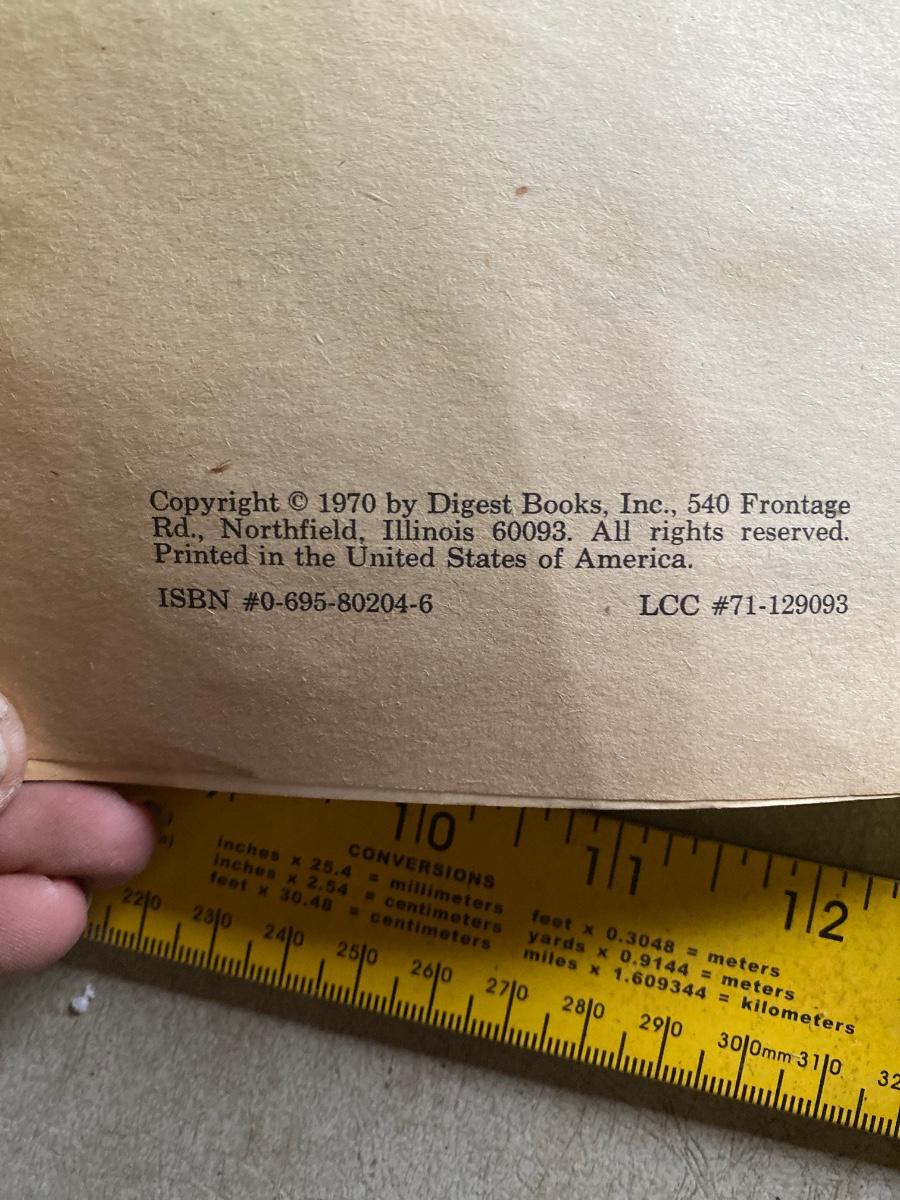 Copyright © 1970 by Digest Books, Inc., 540 Frontage
Rd., Northfield, Illinois 60093. All rights reserved.
Printed in the United States of America.
ISBN #0-695-80204-6 LCC #71-129093
10
11
12
CONVERSIONS
inches x 25.4 = millimeters
inches x 2.54 = centimeters
feet x 30.48 = centimeters
feet x 0.3048 = meters
yards x 0.9144 = meters
miles x 1.609344 = kilometers
220 230 240 250 260 270 280 290 300mm 310 32